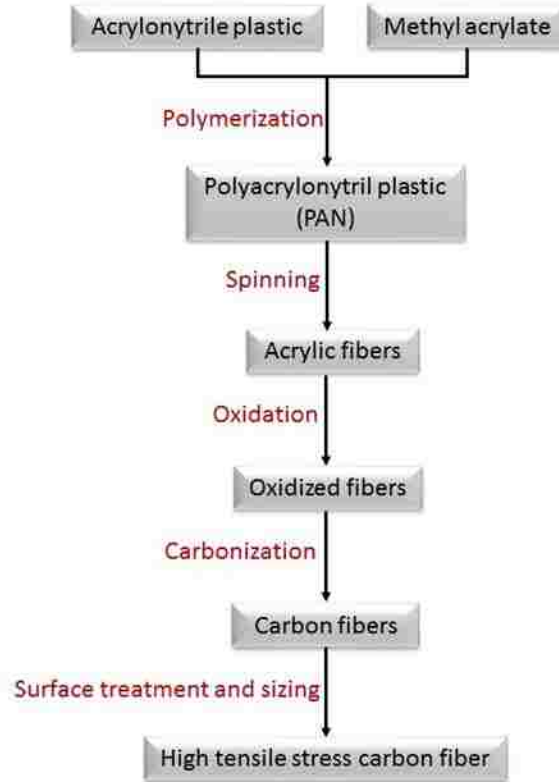 Acrylonytrile plastic
Methyl acrylate
Polymerization
Polyacrylonytril plastic
(PAN)
Spinning
Acrylic fibers
Oxidation
Oxidized fibers
Carbonization
Carbon fibers
Surface treatment and sizing
High tensile stress carbon fiber